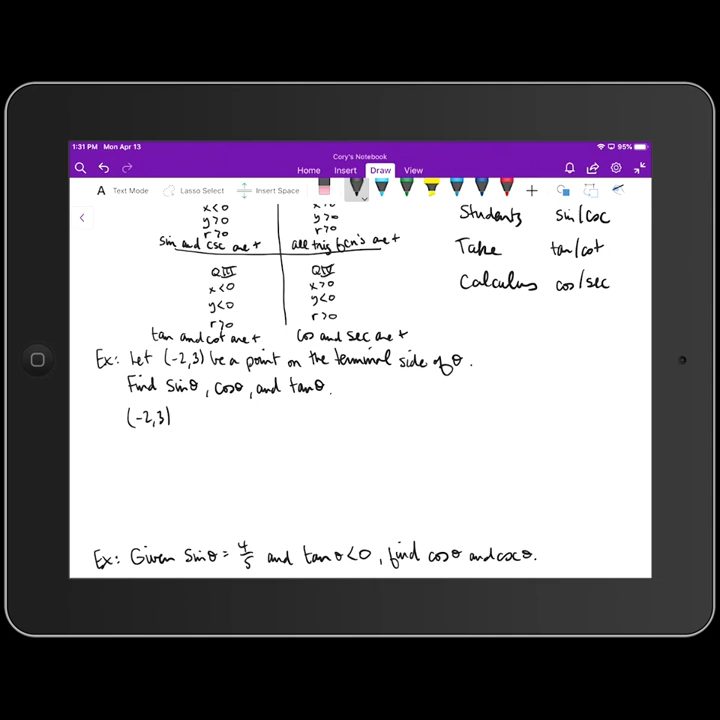 1:31 PM Mon Apr 13
95%
Cory's Notebook
Home Insert Draw View
A Text Mode Lasso Select Insert Space
x<0
y>0 y>0
r>0 r>0
sin and csc are + all trig fcn's are +
QIII QIV
x<0 x>0
y<0 y<0
r>0 r>0
tan and cot are + cos and sec are +
Students sin/csc
Take tan/cot
Calculus cos/sec
Ex: Let (-2,3) be a point on the terminal side of θ.
Find sinθ, cosθ, and tanθ.
(-2,3)
Ex: Given sinθ = 4/5 and tanθ<0, find cosθ and cscθ.